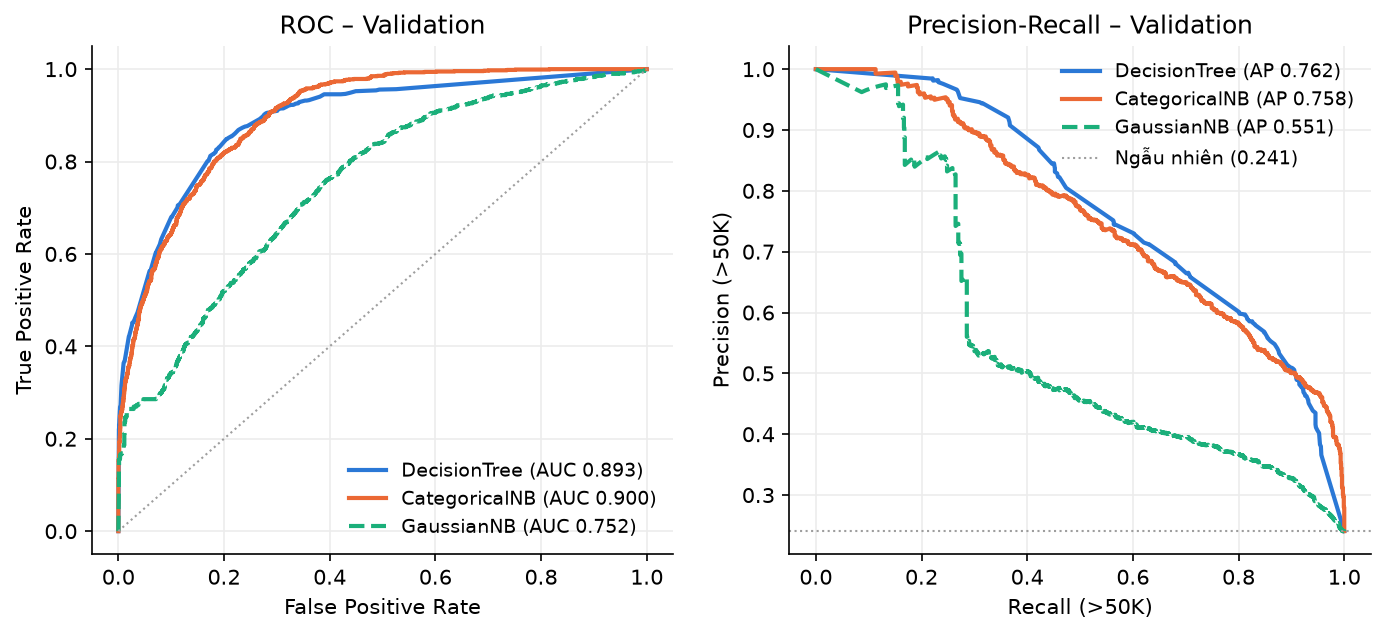 ROC – Validation
True Positive Rate
1.0
0.8
0.6
0.4
0.2
0.0
DecisionTree (AUC 0.893)
CategoricalNB (AUC 0.900)
GaussianNB (AUC 0.752)
0.0 0.2 0.4 0.6 0.8 1.0
False Positive Rate
Precision-Recall – Validation
Precision (>50K)
1.0
0.9
0.8
0.7
0.6
0.5
0.4
0.3
DecisionTree (AP 0.762)
CategoricalNB (AP 0.758)
GaussianNB (AP 0.551)
Ngẫu nhiên (0.241)
0.0 0.2 0.4 0.6 0.8 1.0
Recall (>50K)